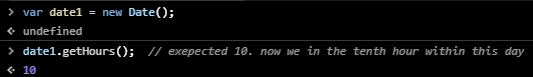 > var date1 = new Date();
< undefined
> date1.getHours();  // exepected 10. now we in the tenth hour within this day
< 10